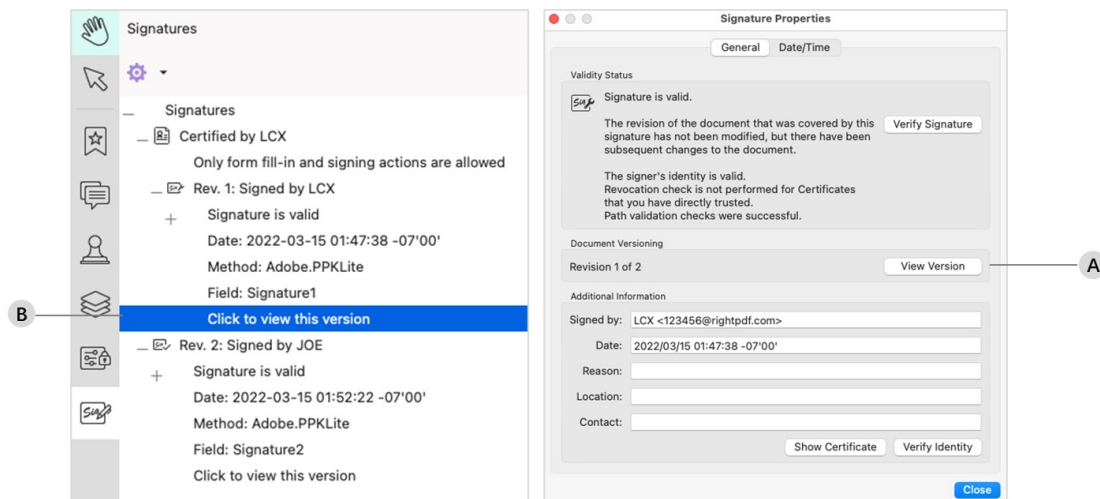 Signatures
Signatures
Certified by LCX
Only form fill-in and signing actions are allowed
Rev. 1: Signed by LCX
Signature is valid
Date: 2022-03-15 01:47:38 -07'00'
Method: Adobe.PPKLite
Field: Signature1
B
Click to view this version
Rev. 2: Signed by JOE
Signature is valid
Date: 2022-03-15 01:52:22 -07'00'
Method: Adobe.PPKLite
Field: Signature2
Click to view this version
Sig
Signature Properties
General Date/Time
Validity Status
Sig
Signature is valid.
The revision of the document that was covered by this
signature has not been modified, but there have been
subsequent changes to the document.
Verify Signature
The signer's identity is valid.
Revocation check is not performed for Certificates
that you have directly trusted.
Path validation checks were successful.
Document Versioning
Revision 1 of 2 View Version
A
Additional Information
Signed by: LCX <123456@rightpdf.com>
Date: 2022/03/15 01:47:38 -07'00'
Reason:
Location:
Contact:
Show Certificate Verify Identity
Close